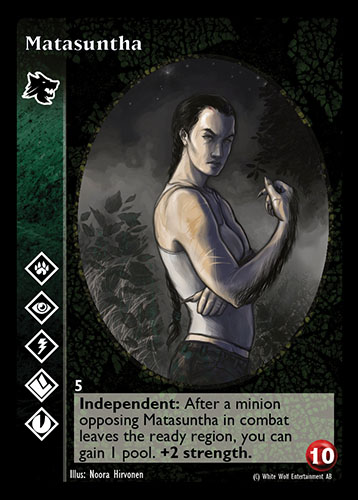 Matasuntha
5
Independent: After a minion
opposing Matasuntha in combat
leaves the ready region, you can
gain 1 pool. +2 strength.
10
Illus: Noora Hirvonen
(C) White Wolf Entertainment AB